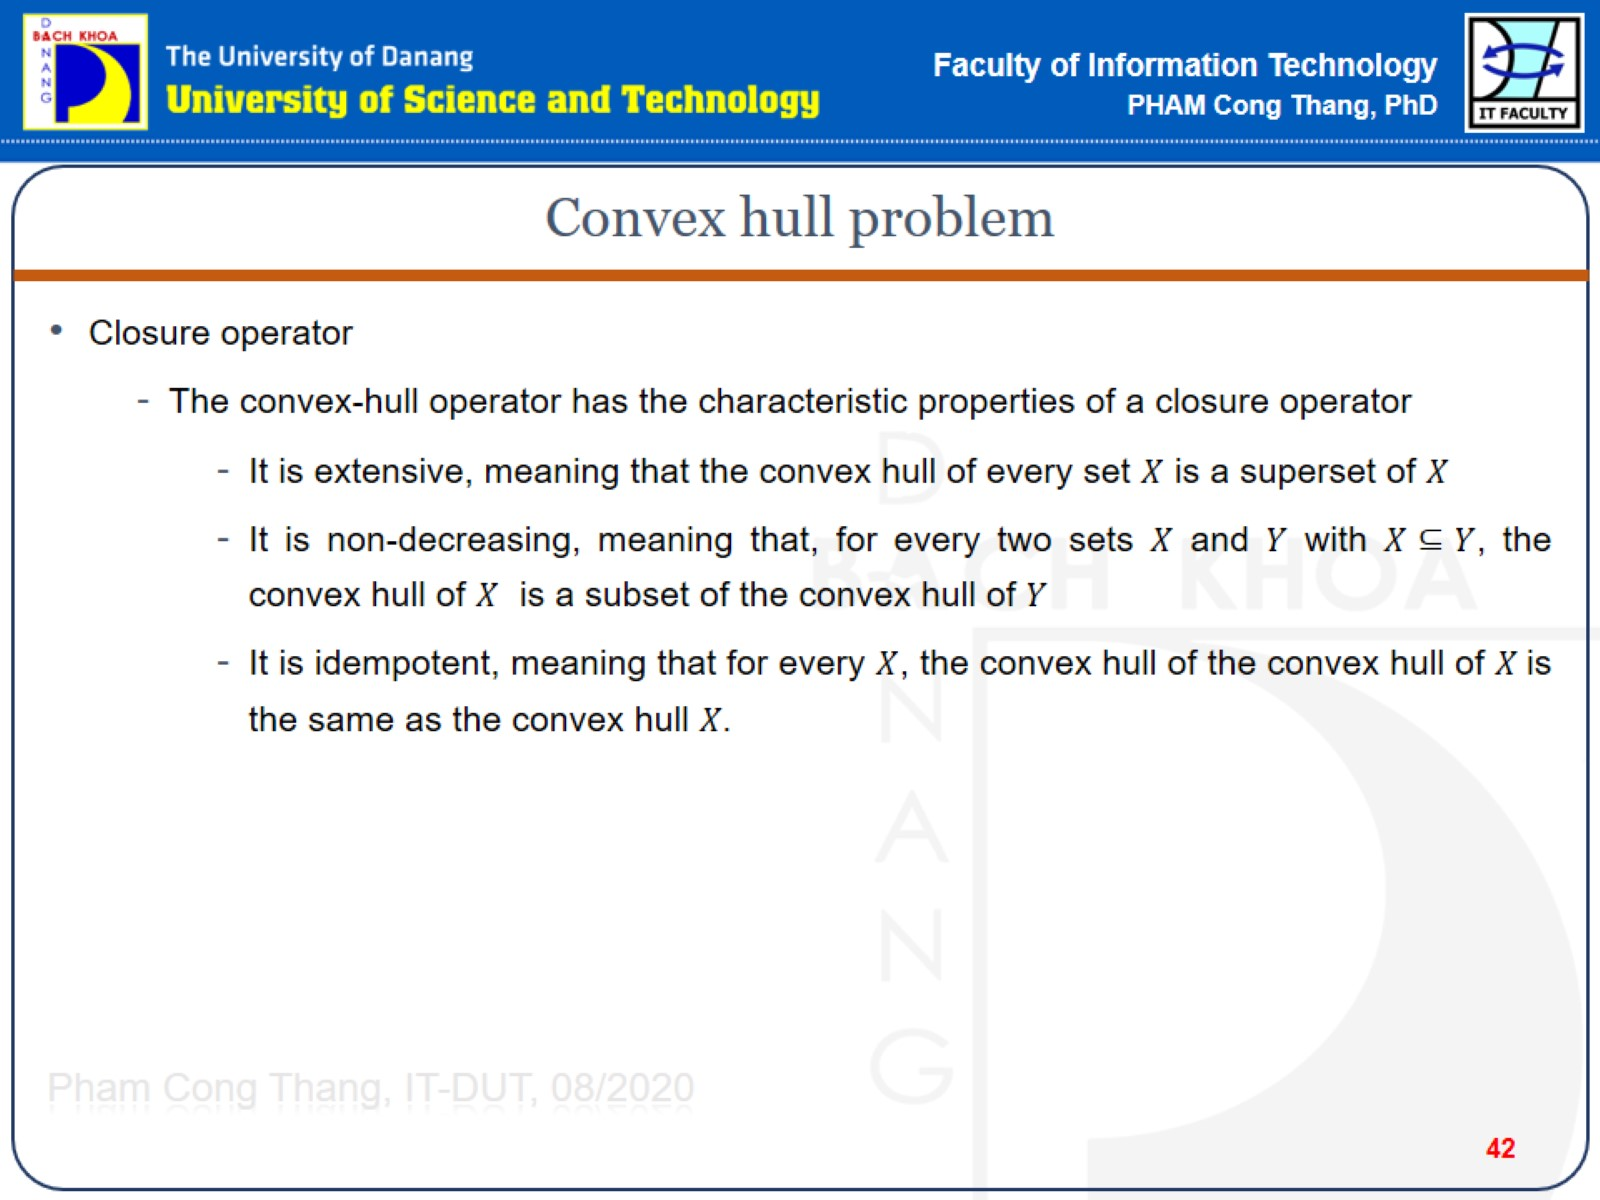 D
BACH KHOA
N
A
N
G
The University of Danang
University of Science and Technology
Faculty of Information Technology
PHAM Cong Thang, PhD
IT FACULTY
Convex hull problem
• Closure operator
- The convex-hull operator has the characteristic properties of a closure operator
- It is extensive, meaning that the convex hull of every set X is a superset of X
- It is non-decreasing, meaning that, for every two sets X and Y with X ⊆ Y, the
convex hull of X is a subset of the convex hull of Y
- It is idempotent, meaning that for every X, the convex hull of the convex hull of X is
the same as the convex hull X.
D
BACH KHOA
N
A
N
G
Pham Cong Thang, IT-DUT, 08/2020
42